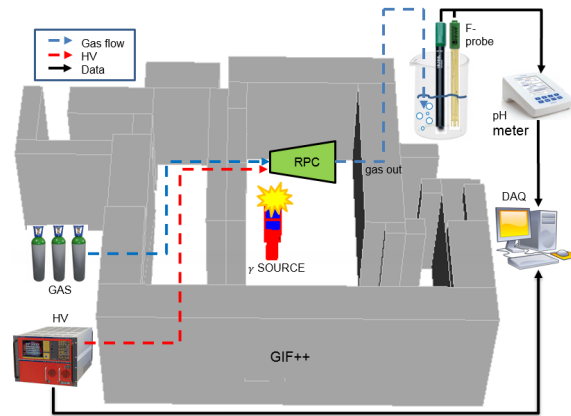 Gas flow
HV
Data
F-
probe
pH
meter
RPC
gas out
DAQ
γ SOURCE
GAS
HV
GIF++